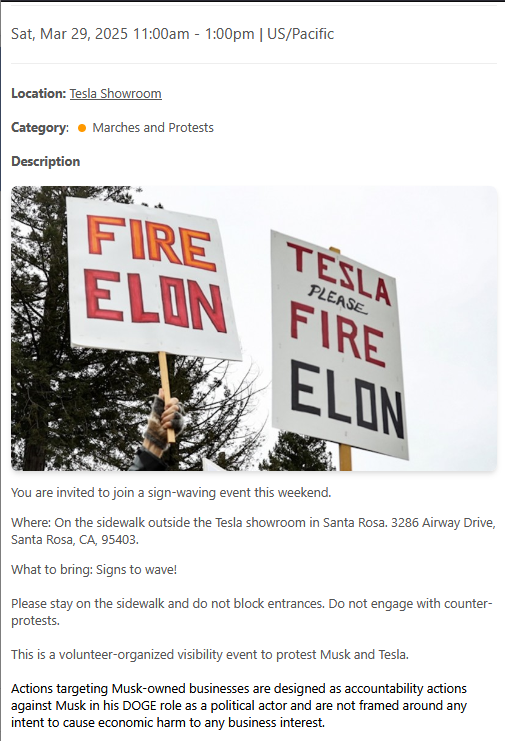 Sat, Mar 29, 2025 11:00am - 1:00pm | US/Pacific
Location: Tesla Showroom
Category: Marches and Protests
Description
FIRE
ELON
TESLA
PLEASE
FIRE
ELON
You are invited to join a sign-waving event this weekend.
Where: On the sidewalk outside the Tesla showroom in Santa Rosa. 3286 Airway Drive,
Santa Rosa, CA, 95403.
What to bring: Signs to wave!
Please stay on the sidewalk and do not block entrances. Do not engage with counter-
protests.
This is a volunteer-organized visibility event to protest Musk and Tesla.
Actions targeting Musk-owned businesses are designed as accountability actions
against Musk in his DOGE role as a political actor and are not framed around any
intent to cause economic harm to any business interest.